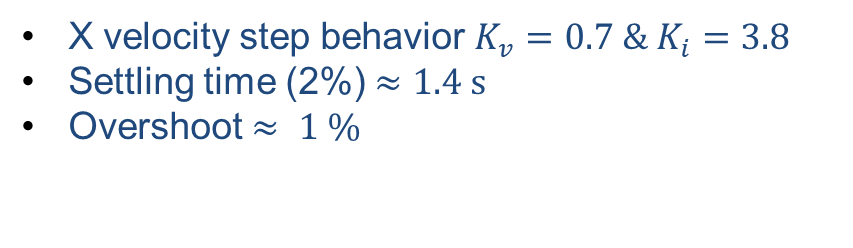 • X velocity step behavior K_v = 0.7 & K_i = 3.8
• Settling time (2%) ≈ 1.4 s
• Overshoot ≈ 1 %